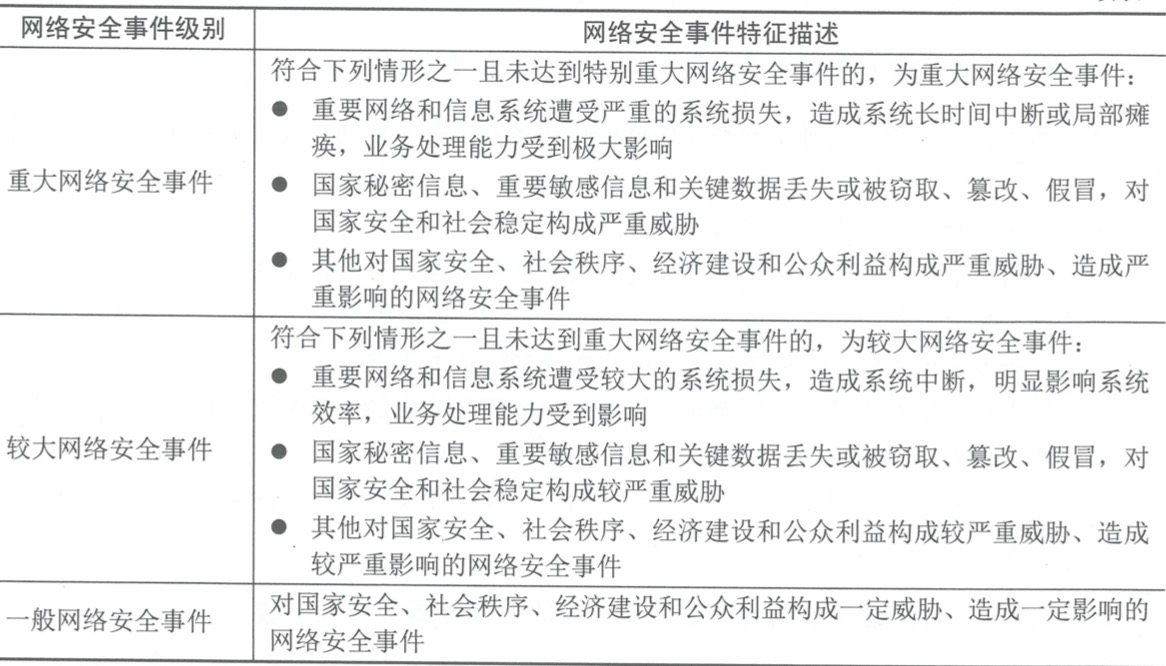 网络安全事件级别
网络安全事件特征描述
重大网络安全事件
符合下列情形之一且未达到特别重大网络安全事件的，为重大网络安全事件：
● 重要网络和信息系统遭受严重的系统损失，造成系统长时间中断或局部瘫
痪，业务处理能力受到极大影响
● 国家秘密信息、重要敏感信息和关键数据丢失或被窃取、篡改、假冒，对
国家安全和社会稳定构成严重威胁
● 其他对国家安全、社会秩序、经济建设和公众利益构成严重威胁、造成严
重影响的网络安全事件
较大网络安全事件
符合下列情形之一且未达到重大网络安全事件的，为较大网络安全事件：
● 重要网络和信息系统遭受较大的系统损失，造成系统中断，明显影响系统
效率，业务处理能力受到影响
● 国家秘密信息、重要敏感信息和关键数据丢失或被窃取、篡改、假冒，对
国家安全和社会稳定构成较严重威胁
● 其他对国家安全、社会秩序、经济建设和公众利益构成较严重威胁、造成
较严重影响的网络安全事件
一般网络安全事件
对国家安全、社会秩序、经济建设和公众利益构成一定威胁、造成一定影响的
网络安全事件